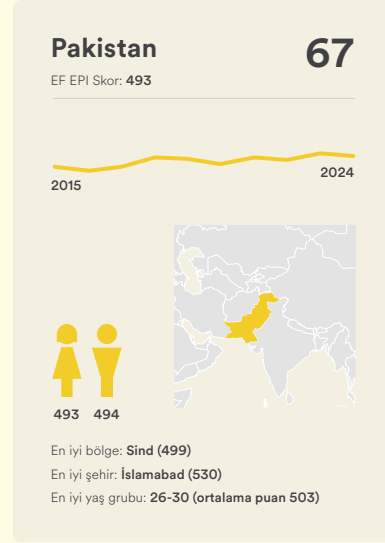 Pakistan 67
EF EPI Skor: 493
2015
2024
493 494
En iyi bölge: Sind (499)
En iyi şehir: İslamabad (530)
En iyi yaş grubu: 26-30 (ortalama puan 503)